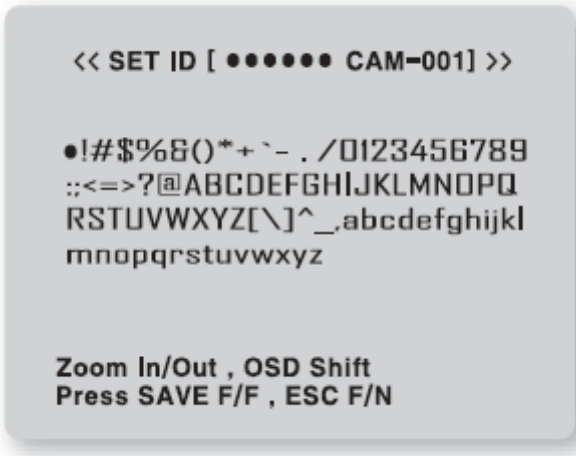 << SET ID [ ●●●●●● CAM-001] >>
●!#$%&()*+`-./0123456789
:;<=>?@ABCDEFGHIJKLMNOPQ
RSTUVWXYZ[\]^_,abcdefghijkl
mnopqrstuvwxyz
Zoom In/Out , OSD Shift
Press SAVE F/F , ESC F/N